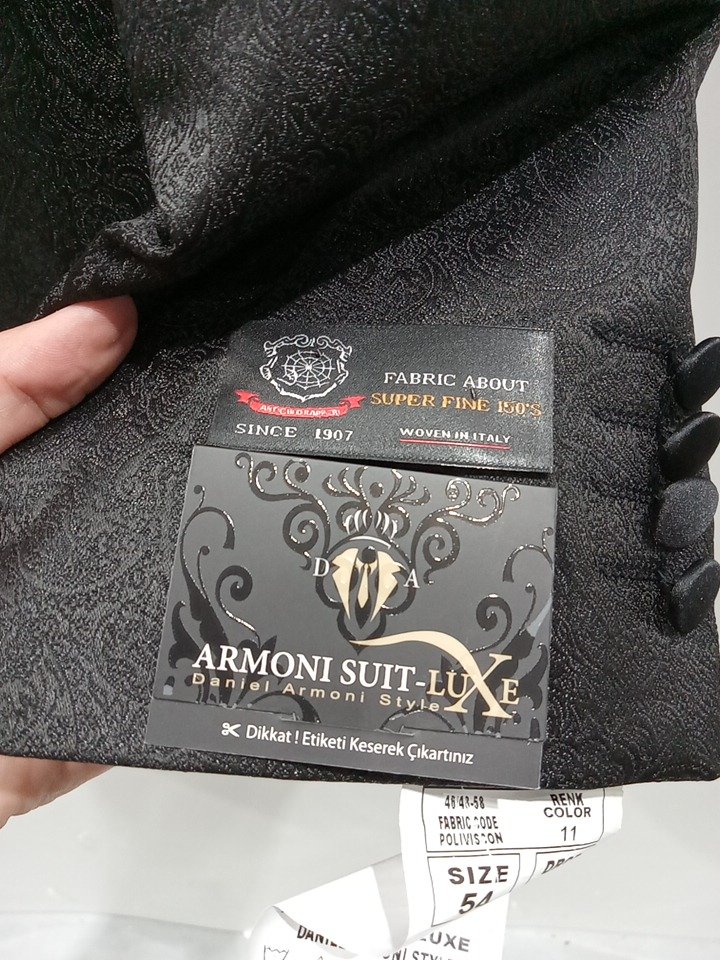 FABRIC ABOUT
SUPER FINE 150'S
SINCE 1907
WOVEN IN ITALY
D A
ARMONI SUIT-LUXE
Daniel Armoni Style
Dikkat ! Etiketi Keserek Çıkartınız
RENK
FABRIC CODE
COLOR
POLIVISCON
11
SIZE
54